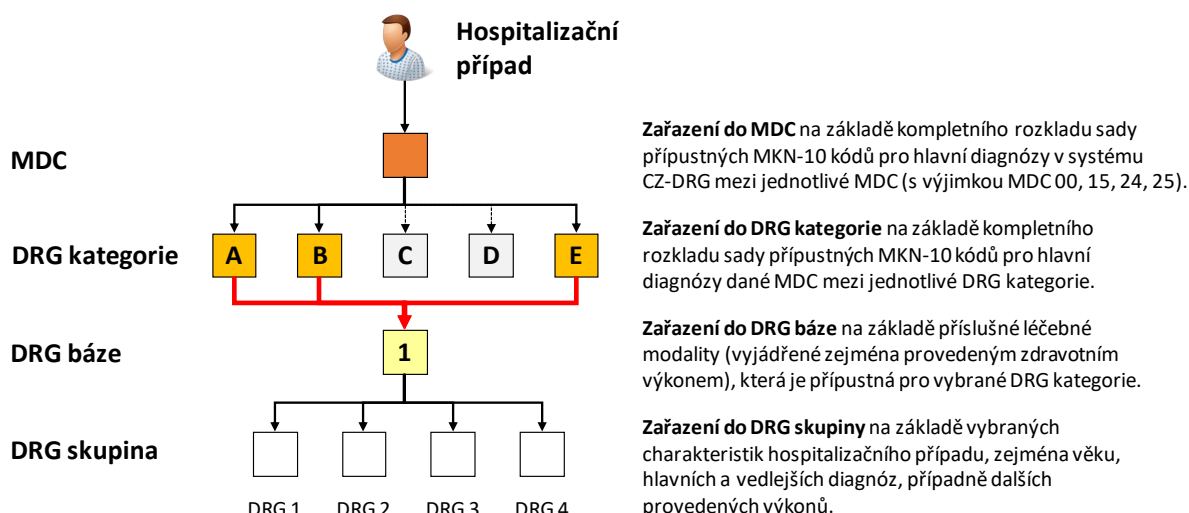 Hospitalizační
případ
MDC
Zařazení do MDC na základě kompletního rozkladu sady
přípustných MKN-10 kódů pro hlavní diagnózy v systému
CZ-DRG mezi jednotlivé MDC (s výjimkou MDC 00, 15, 24, 25).
DRG kategorie
A B C D E
Zařazení do DRG kategorie na základě kompletního
rozkladu sady přípustných MKN-10 kódů pro hlavní
diagnózy dané MDC mezi jednotlivé DRG kategorie.
DRG báze
1
Zařazení do DRG báze na základě příslušné léčebné
modality (vyjádřené zejména provedeným zdravotním
výkonem), která je přípustná pro vybrané DRG kategorie.
DRG skupina
Zařazení do DRG skupiny na základě vybraných
charakteristik hospitalizačního případu, zejména věku,
hlavních a vedlejších diagnóz, případně dalších
provedených výkonů.
DRG 1 DRG 2 DRG 3 DRG 4